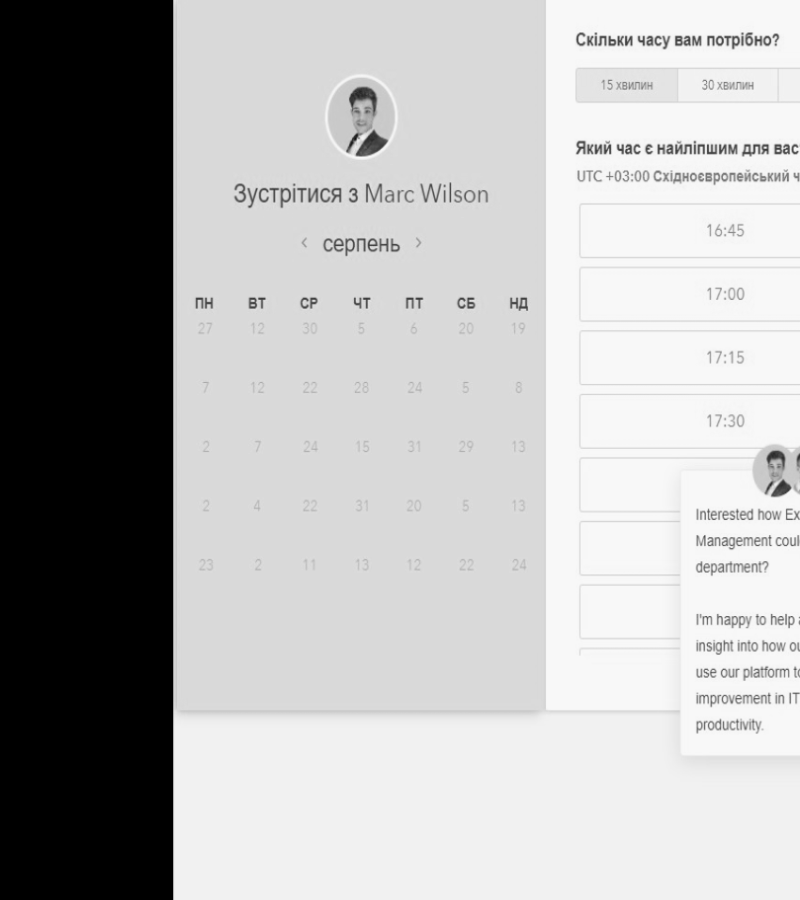 Зустрітися з Marc Wilson
‹ серпень ›
ПН ВТ СР ЧТ ПТ СБ НД
27 12 30 5 6 20 19
7 12 22 28 24 5 8
2 7 24 15 31 29 13
2 4 22 31 20 5 13
23 2 11 13 12 22 24
Скільки часу вам потрібно?
15 хвилин 30 хвилин
Який час є найліпшим для вас
UTC +03:00 Східноєвропейський ч
16:45
17:00
17:15
17:30
Interested how Ex
Management coul
department?
I'm happy to help a
insight into how ou
use our platform to
improvement in IT
productivity.